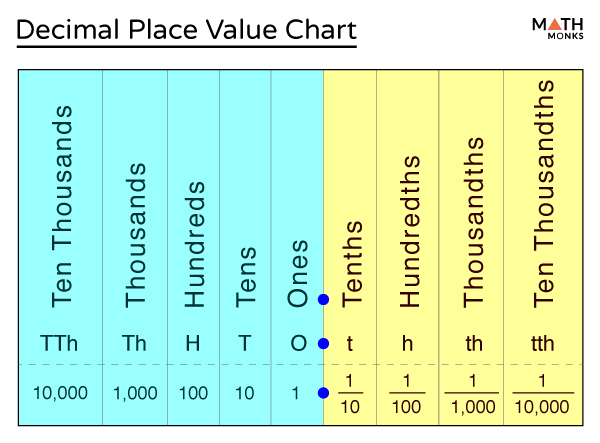 Decimal Place Value Chart
MATH
MONKS
Ten Thousands
Thousands
Hundreds
Tens
Ones
Tenths
Hundredths
Thousandths
Ten Thousandths
TTh Th H T O t h th tth
10,000 1,000 100 10 1 1/10 1/100 1/1,000 1/10,000